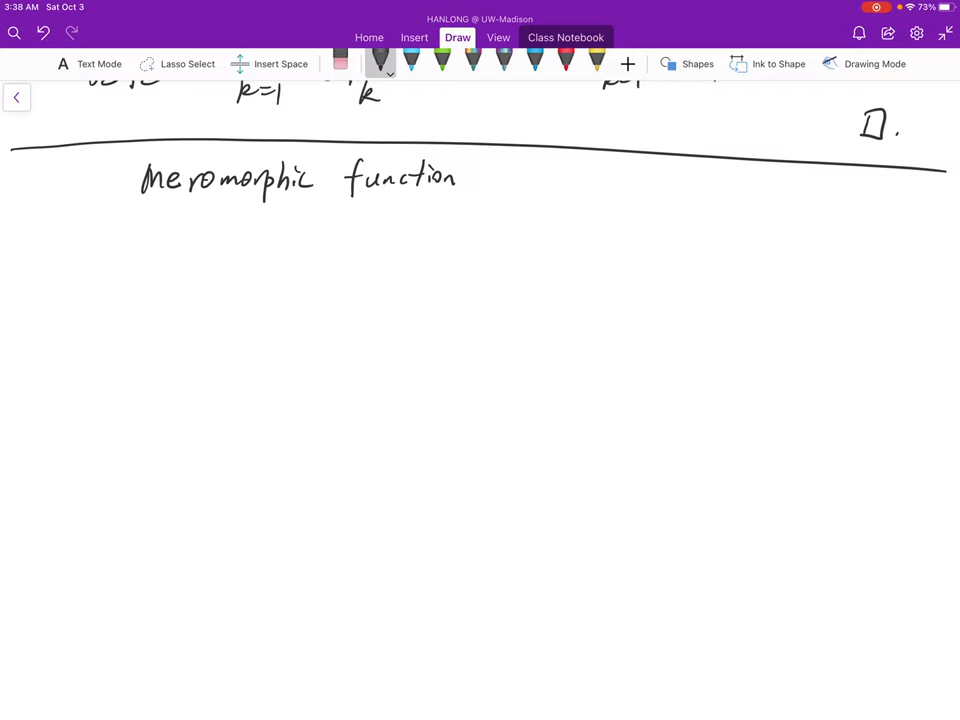 3:38 AM Sat Oct 3
73%
HANLONG @ UW-Madison
Home Insert Draw View Class Notebook
Text Mode Lasso Select Insert Space Shapes Ink to Shape Drawing Mode
k=1 k
□.
Meromorphic function